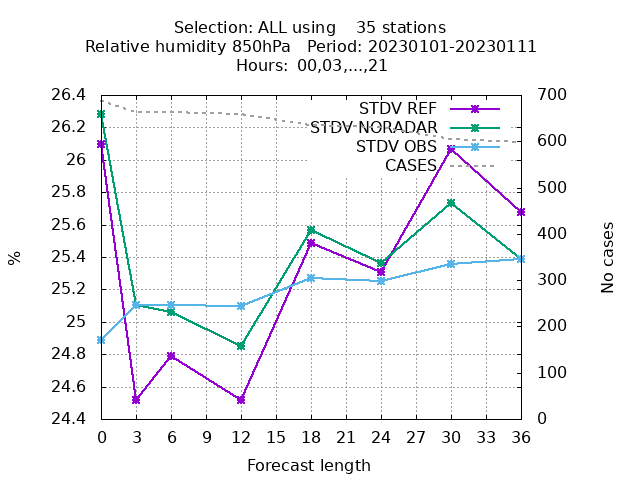 Selection: ALL using    35 stations
Relative humidity 850hPa   Period: 20230101-20230111
Hours:  00,03,...,21
26.4
26.2
26
25.8
25.6
25.4
25.2
25
24.8
24.6
24.4
%
700
600
500
400
300
200
100
0
No cases
STDV REF
STDV NORADAR
STDV OBS
CASES
0 3 6 9 12 15 18 21 24 27 30 33 36
Forecast length